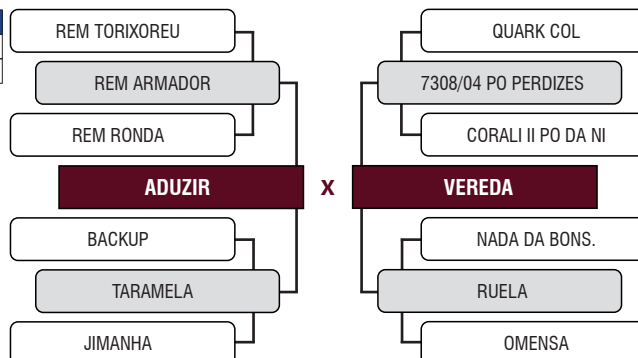 REM TORIXOREU
REM ARMADOR
REM RONDA
ADUZIR
BACKUP
TARAMELA
JIMANHA
X
QUARK COL
7308/04 PO PERDIZES
CORALI II PO DA NI
VEREDA
NADA DA BONS.
RUELA
OMENSA